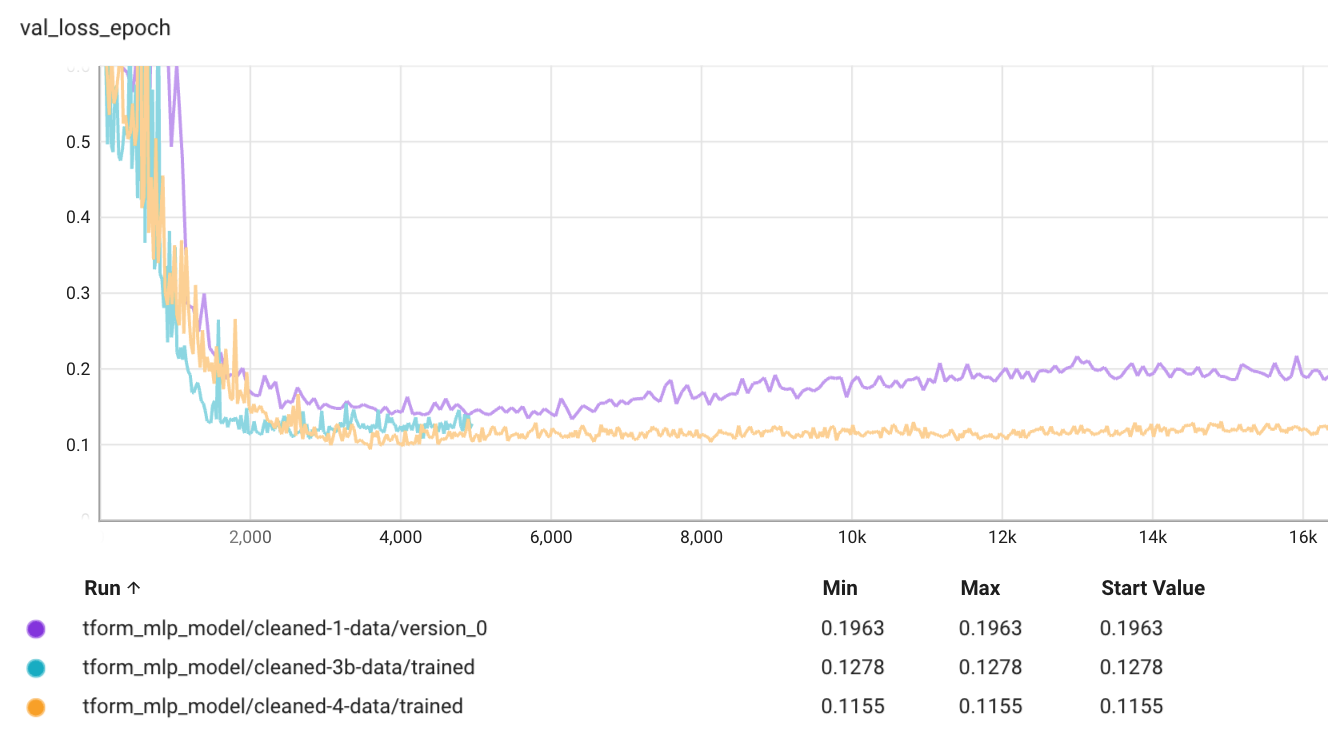 val_loss_epoch
0.5
0.4
0.3
0.2
0.1
2,000 4,000 6,000 8,000 10k 12k 14k 16k
Run ↑ Min Max Start Value
tform_mlp_model/cleaned-1-data/version_0 0.1963 0.1963 0.1963
tform_mlp_model/cleaned-3b-data/trained 0.1278 0.1278 0.1278
tform_mlp_model/cleaned-4-data/trained 0.1155 0.1155 0.1155